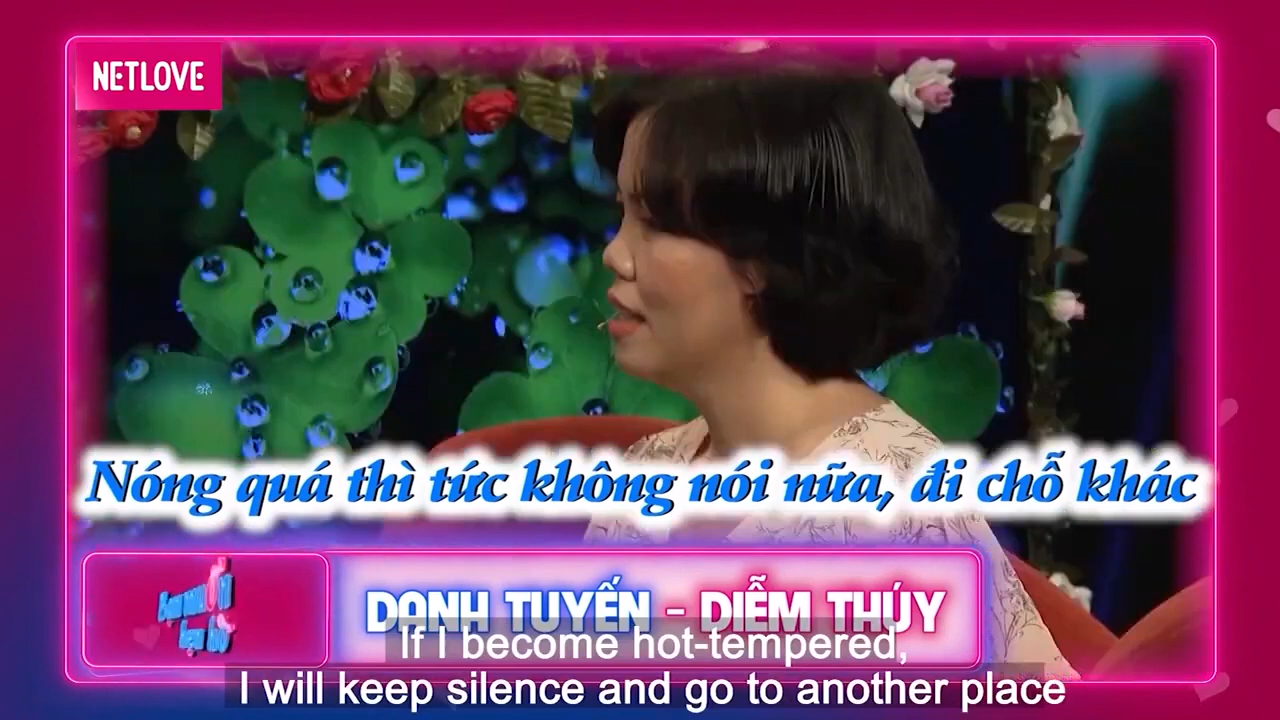 NETLOVE
Nóng quá thì tức không nói nữa, đi chỗ khác
DANH TUYẾN - DIỄM THÚY
If I become hot-tempered,
I will keep silence and go to another place